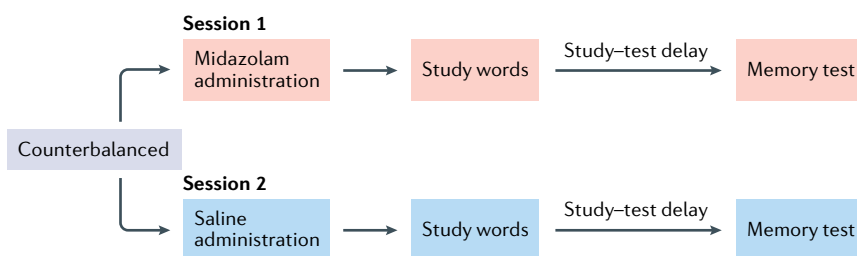 Session 1
Midazolam
administration
Study words
Study–test delay
Memory test
Counterbalanced
Session 2
Saline
administration
Study words
Study–test delay
Memory test